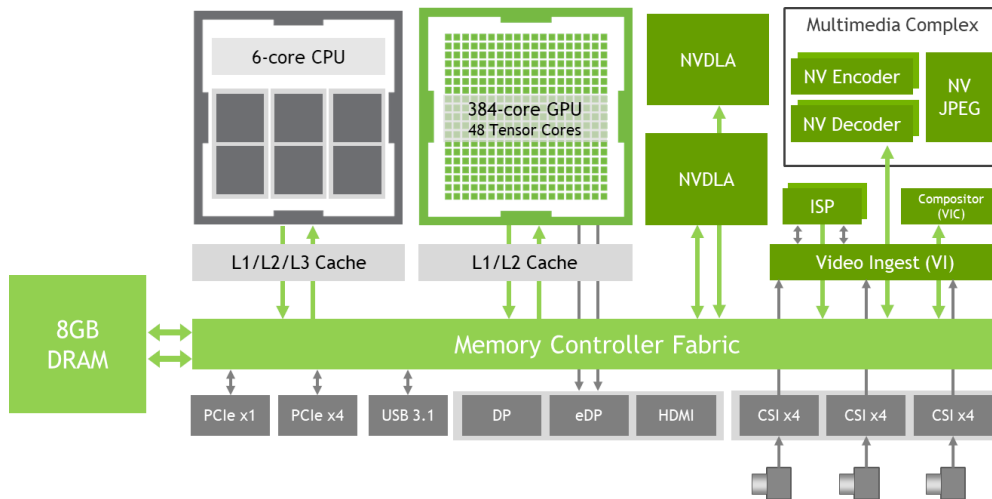 6-core CPU
384-core GPU
48 Tensor Cores
NVDLA
NVDLA
Multimedia Complex
NV Encoder
NV Decoder
NV
JPEG
ISP
Compositor
(VIC)
L1/L2/L3 Cache
L1/L2 Cache
Video Ingest (VI)
8GB
DRAM
Memory Controller Fabric
PCIe x1
PCIe x4
USB 3.1
DP
eDP
HDMI
CSI x4
CSI x4
CSI x4